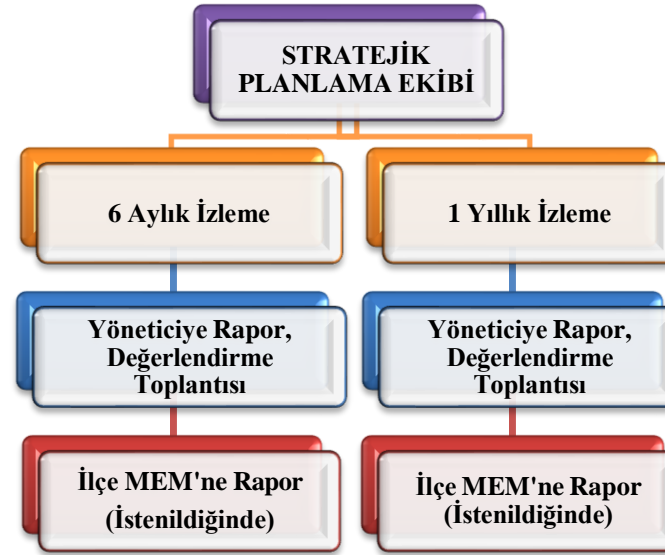 STRATEJİK
PLANLAMA EKİBİ
6 Aylık İzleme
Yöneticiye Rapor,
Değerlendirme
Toplantısı
İlçe MEM'ne Rapor
(İstenildiğinde)
1 Yıllık İzleme
Yöneticiye Rapor,
Değerlendirme
Toplantısı
İlçe MEM'ne Rapor
(İstenildiğinde)